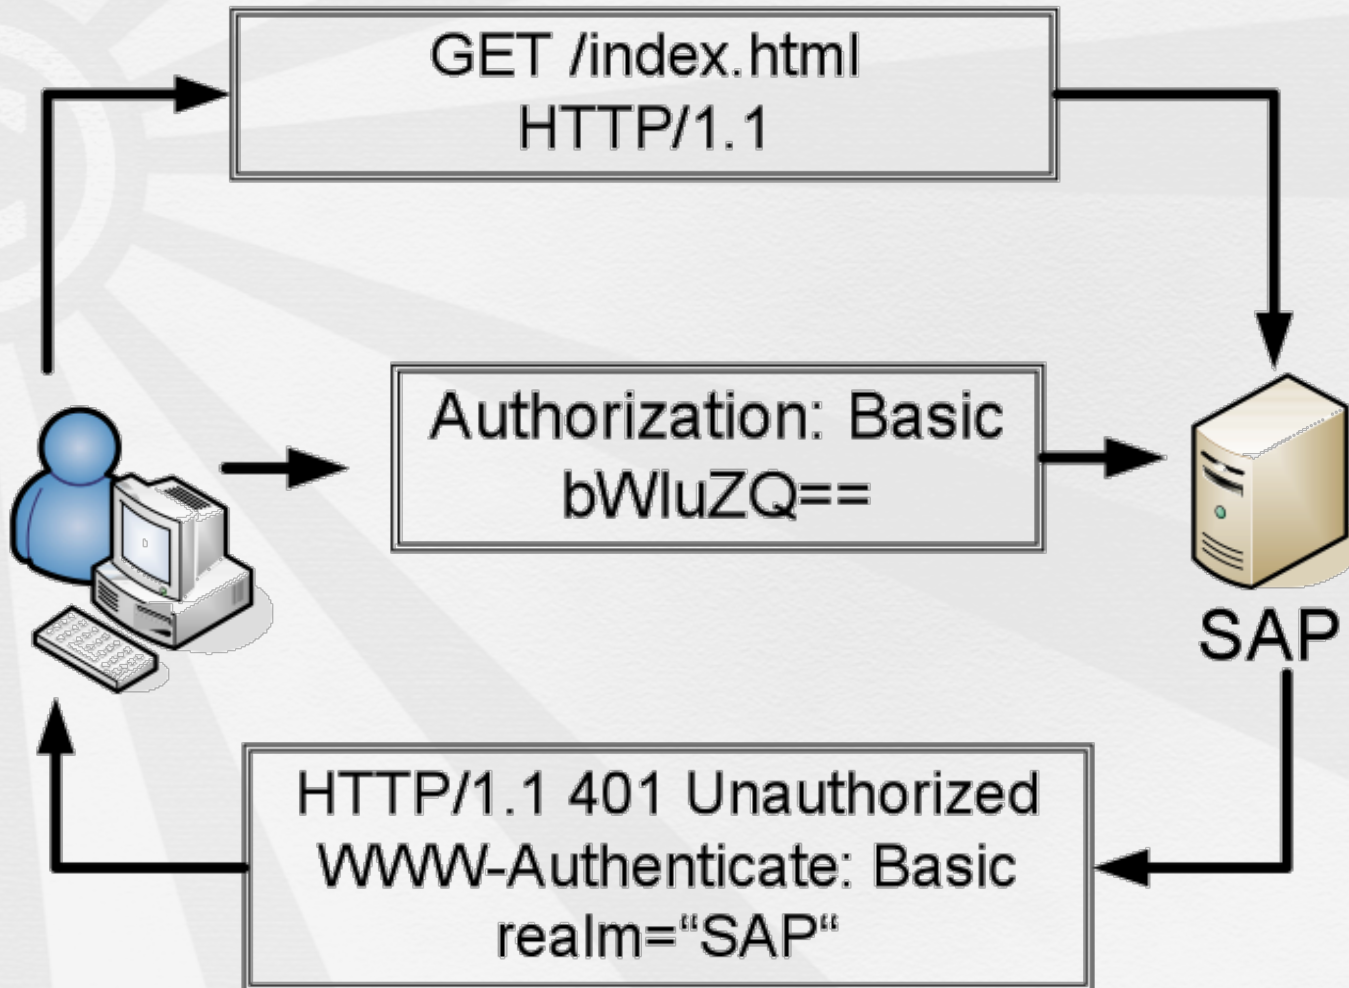 GET /index.html
HTTP/1.1
Authorization: Basic
bWluZQ==
SAP
HTTP/1.1 401 Unauthorized
WWW-Authenticate: Basic
realm=“SAP“